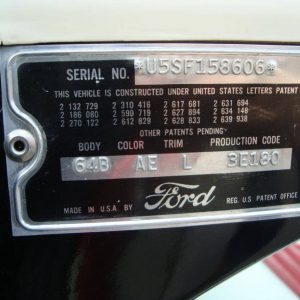 SERIAL NO. *U5SF158606*
THIS VEHICLE IS CONSTRUCTED UNDER UNITED STATES LETTERS PATENT
2 132 729 2 310 416 2 617 681 2 631 694
2 186 080 2 590 719 2 627 894 2 634 148
2 270 122 2 612 829 2 628 833 2 639 938
OTHER PATENTS PENDING
BODY COLOR TRIM PRODUCTION CODE
64B AE L 3E180
MADE IN U.S.A. BY Ford REG. U.S. PATENT OFFICE